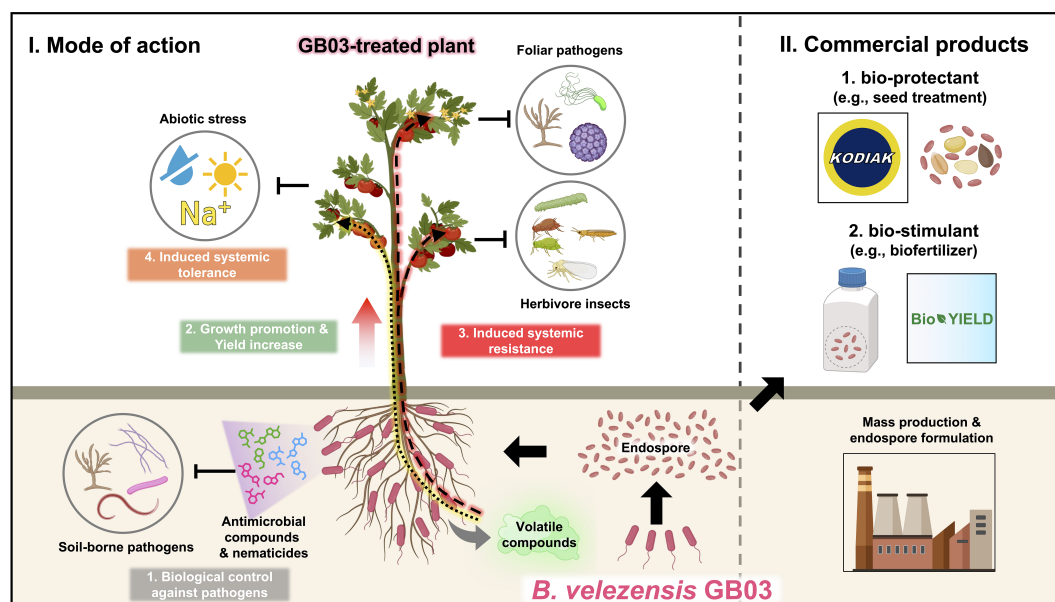 I. Mode of action
GB03-treated plant
Foliar pathogens
Abiotic stress
Na⁺
4. Induced systemic
tolerance
Herbivore insects
2. Growth promotion &
Yield increase
3. Induced systemic
resistance
Soil-borne pathogens
Antimicrobial
compounds
& nematicides
1. Biological control
against pathogens
Volatile
compounds
Endospore
B. velezensis GB03
II. Commercial products
1. bio-protectant
(e.g., seed treatment)
KODIAK
2. bio-stimulant
(e.g., biofertilizer)
Bio YIELD
Mass production &
endospore formulation